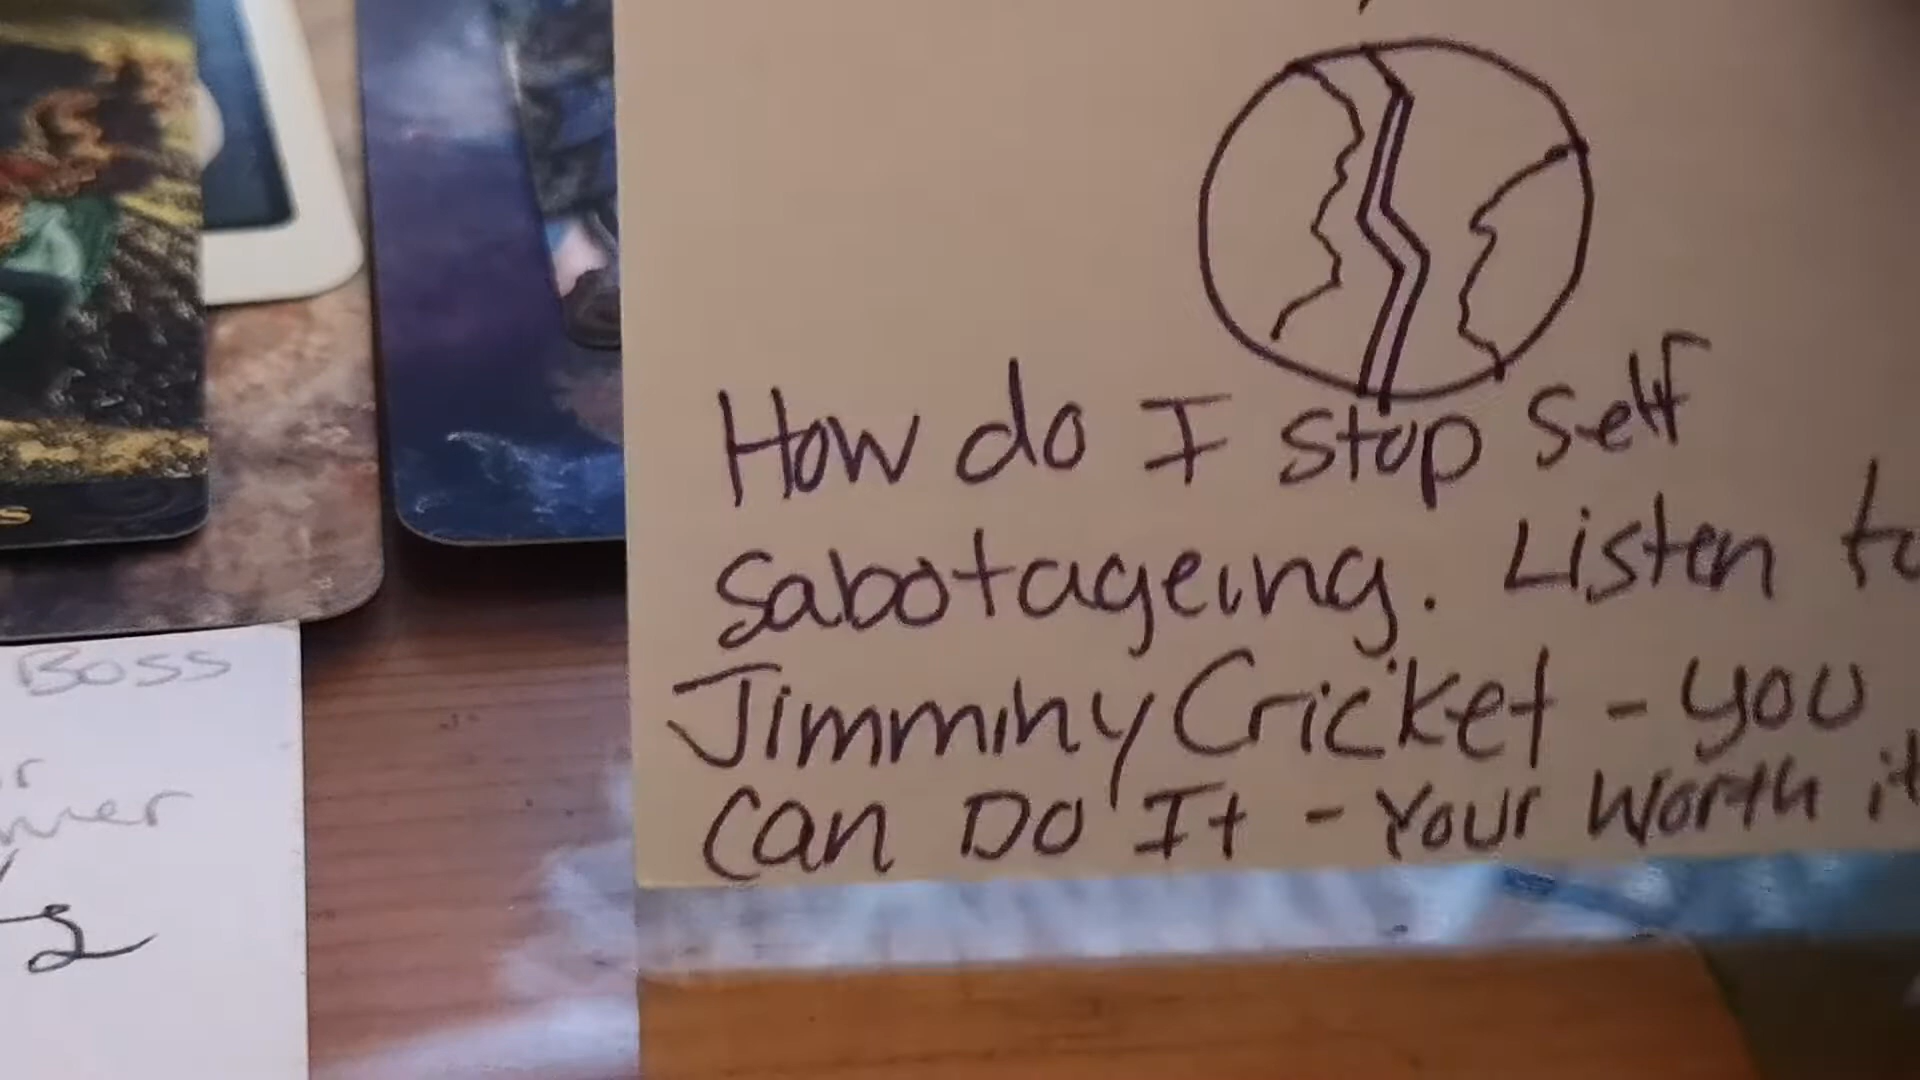 How do I stop self
sabotageing. Listen to
Jimminy Cricket - you
can Do It - Your Worth it
Boss